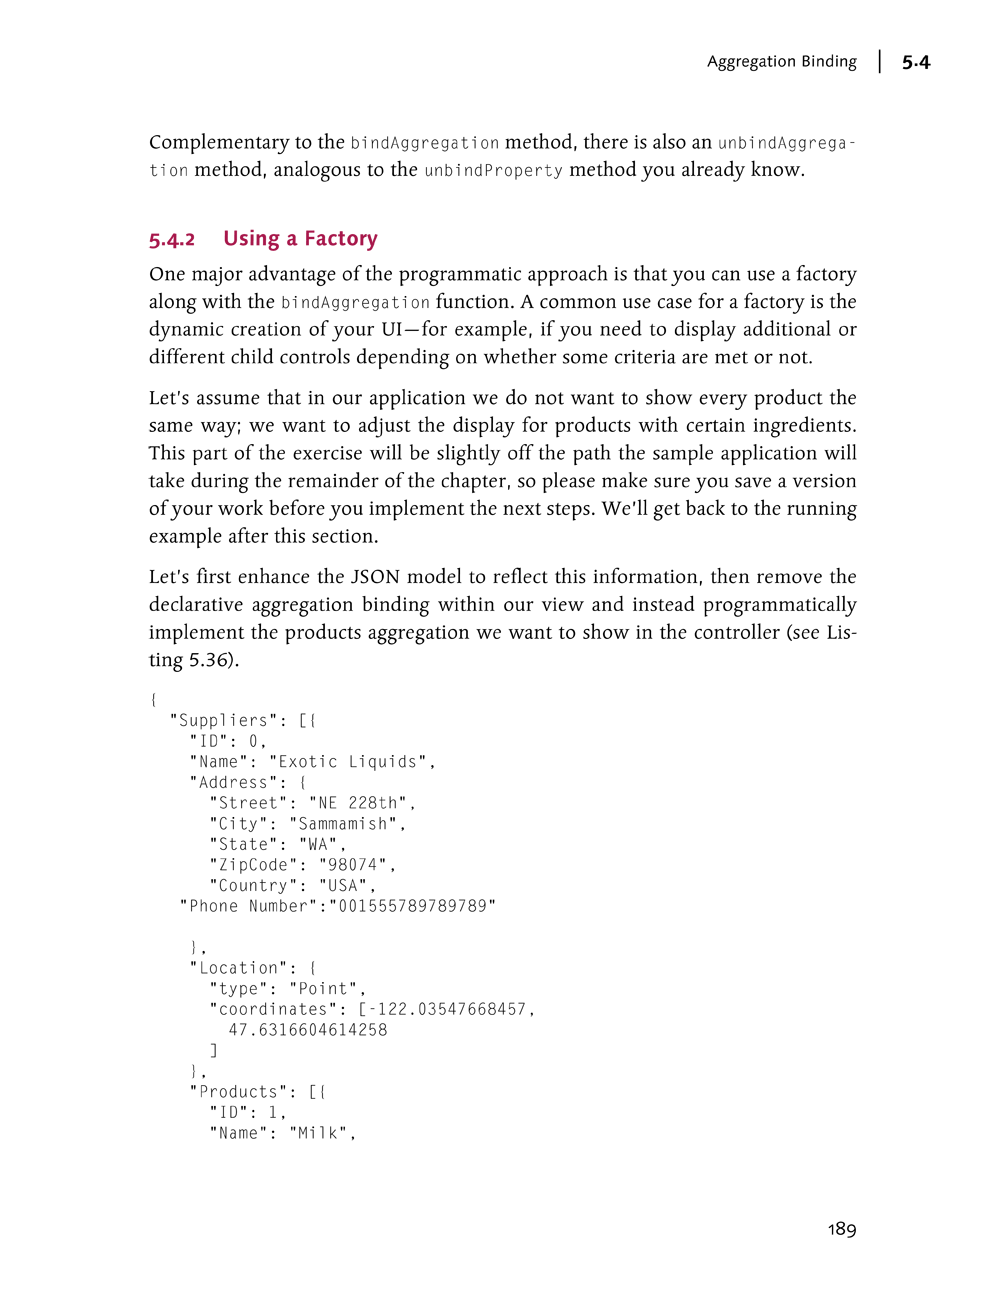 Aggregation Binding | 5.4
Complementary to the bindAggregation method, there is also an unbindAggrega-
tion method, analogous to the unbindProperty method you already know.
5.4.2 Using a Factory
One major advantage of the programmatic approach is that you can use a factory
along with the bindAggregation function. A common use case for a factory is the
dynamic creation of your UI—for example, if you need to display additional or
different child controls depending on whether some criteria are met or not.
Let's assume that in our application we do not want to show every product the
same way; we want to adjust the display for products with certain ingredients.
This part of the exercise will be slightly off the path the sample application will
take during the remainder of the chapter, so please make sure you save a version
of your work before you implement the next steps. We'll get back to the running
example after this section.
Let's first enhance the JSON model to reflect this information, then remove the
declarative aggregation binding within our view and instead programmatically
implement the products aggregation we want to show in the controller (see Lis-
ting 5.36).
{
  "Suppliers": [{
    "ID": 0,
    "Name": "Exotic Liquids",
    "Address": {
      "Street": "NE 228th",
      "City": "Sammamish",
      "State": "WA",
      "ZipCode": "98074",
      "Country": "USA",
   "Phone Number":"001555789789789"
    },
    "Location": {
      "type": "Point",
      "coordinates": [-122.03547668457,
        47.6316604614258
      ]
    },
    "Products": [{
      "ID": 1,
      "Name": "Milk",
189